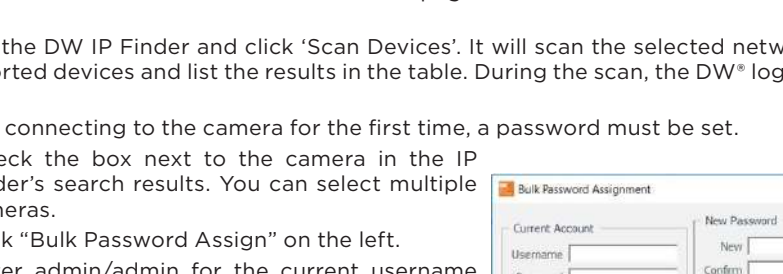 the DW IP Finder and click ‘Scan Devices’. It will scan the selected netw
orted devices and list the results in the table. During the scan, the DW® log
connecting to the camera for the first time, a password must be set.
eck the box next to the camera in the IP
der’s search results. You can select multiple
meras.
k “Bulk Password Assign” on the left.
er admin/admin for the current username
Bulk Password Assignment
Current Account
New Password
Username
New
Confirm